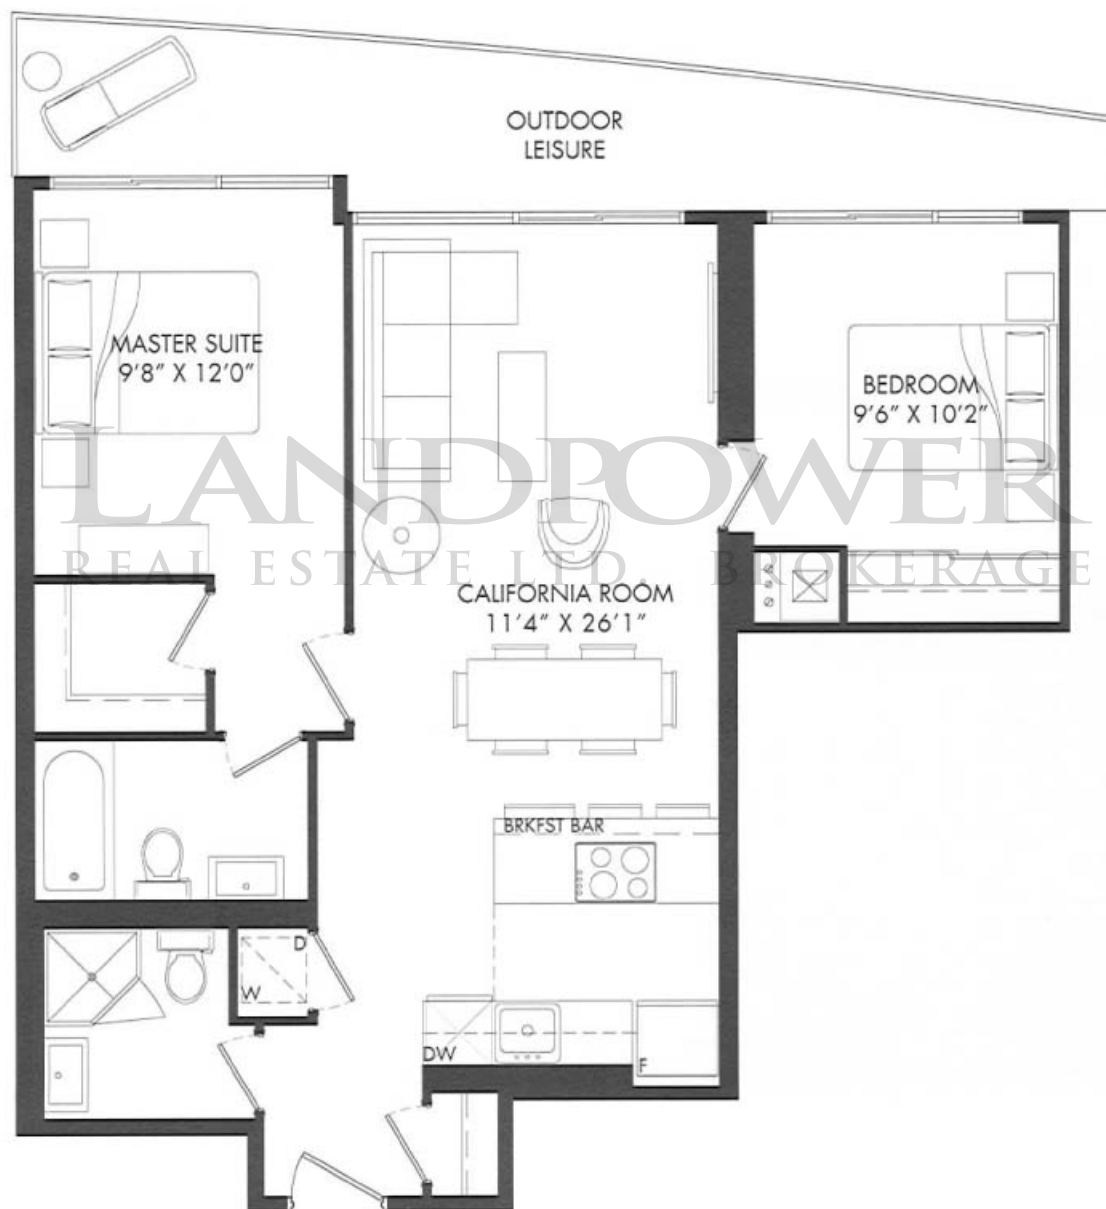 OUTDOOR
LEISURE
MASTER SUITE
9'8" X 12'0"
BEDROOM
9'6" X 10'2"
LANDPOWER
REAL ESTATE LTD. BROKERAGE
CALIFORNIA ROOM
11'4" X 26'1"
BRKFST BAR
D
W
DW
F